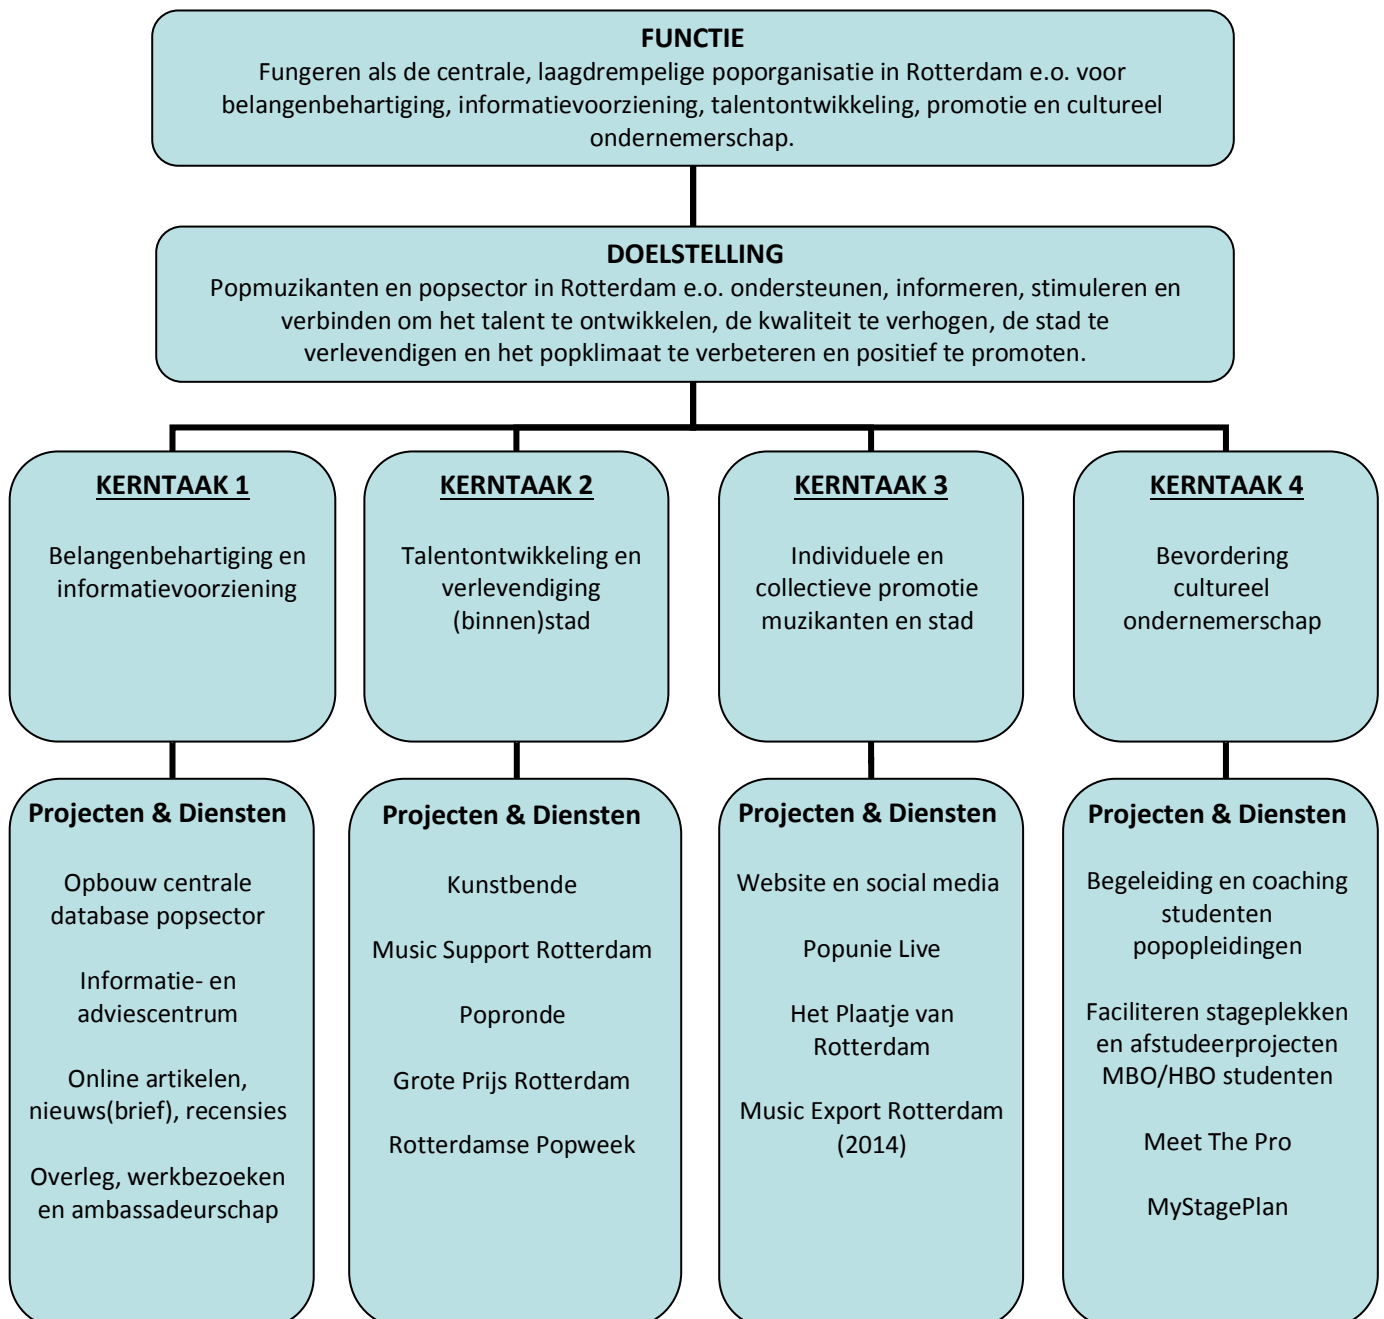 FUNCTIE
Fungeren als de centrale, laagdrempelige poporganisatie in Rotterdam e.o. voor
belangenbehartiging, informatievoorziening, talentontwikkeling, promotie en cultureel
ondernemerschap.
DOELSTELLING
Popmuzikanten en popsector in Rotterdam e.o. ondersteunen, informeren, stimuleren en
verbinden om het talent te ontwikkelen, de kwaliteit te verhogen, de stad te
verlevendigen en het popklimaat te verbeteren en positief te promoten.
KERNTAAK 1
Belangenbehartiging en
informatievoorziening
KERNTAAK 2
Talentontwikkeling en
verlevendiging
(binnen)stad
KERNTAAK 3
Individuele en
collectieve promotie
muzikanten en stad
KERNTAAK 4
Bevordering
cultureel
ondernemerschap
Projecten & Diensten
Opbouw centrale
database popsector
Informatie- en
adviescentrum
Online artikelen,
nieuws(brief), recensies
Overleg, werkbezoeken
en ambassadeurschap
Projecten & Diensten
Kunstbende
Music Support Rotterdam
Popronde
Grote Prijs Rotterdam
Rotterdamse Popweek
Projecten & Diensten
Website en social media
Popunie Live
Het Plaatje van
Rotterdam
Music Export Rotterdam
(2014)
Projecten & Diensten
Begeleiding en coaching
studenten
popopleidingen
Faciliteren stageplekken
en afstudeerprojecten
MBO/HBO studenten
Meet The Pro
MyStagePlan